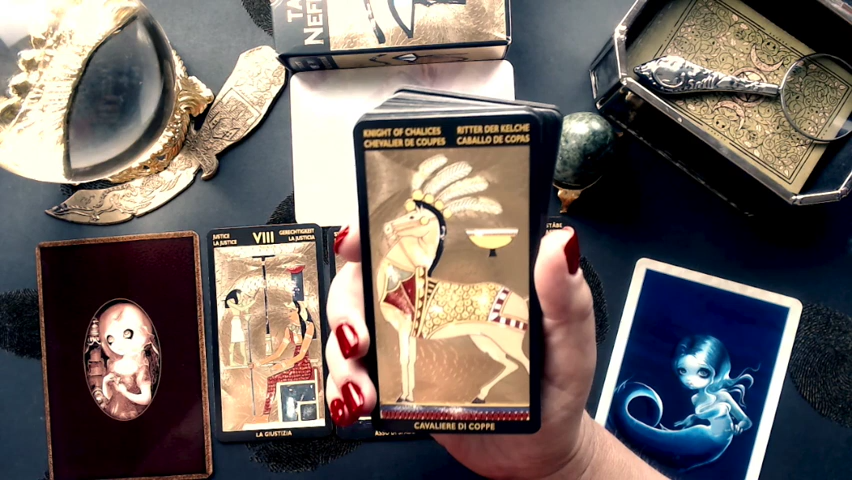 TA
NEF
KNIGHT OF CHALICES RITTER DER KELCHE
CHEVALIER DE COUPES CABALLO DE COPAS
CAVALIERE DI COPPE
JUSTICE VIII GERECHTIGKEIT
LA JUSTICE LA JUSTICIA
LA GIUSTIZIA